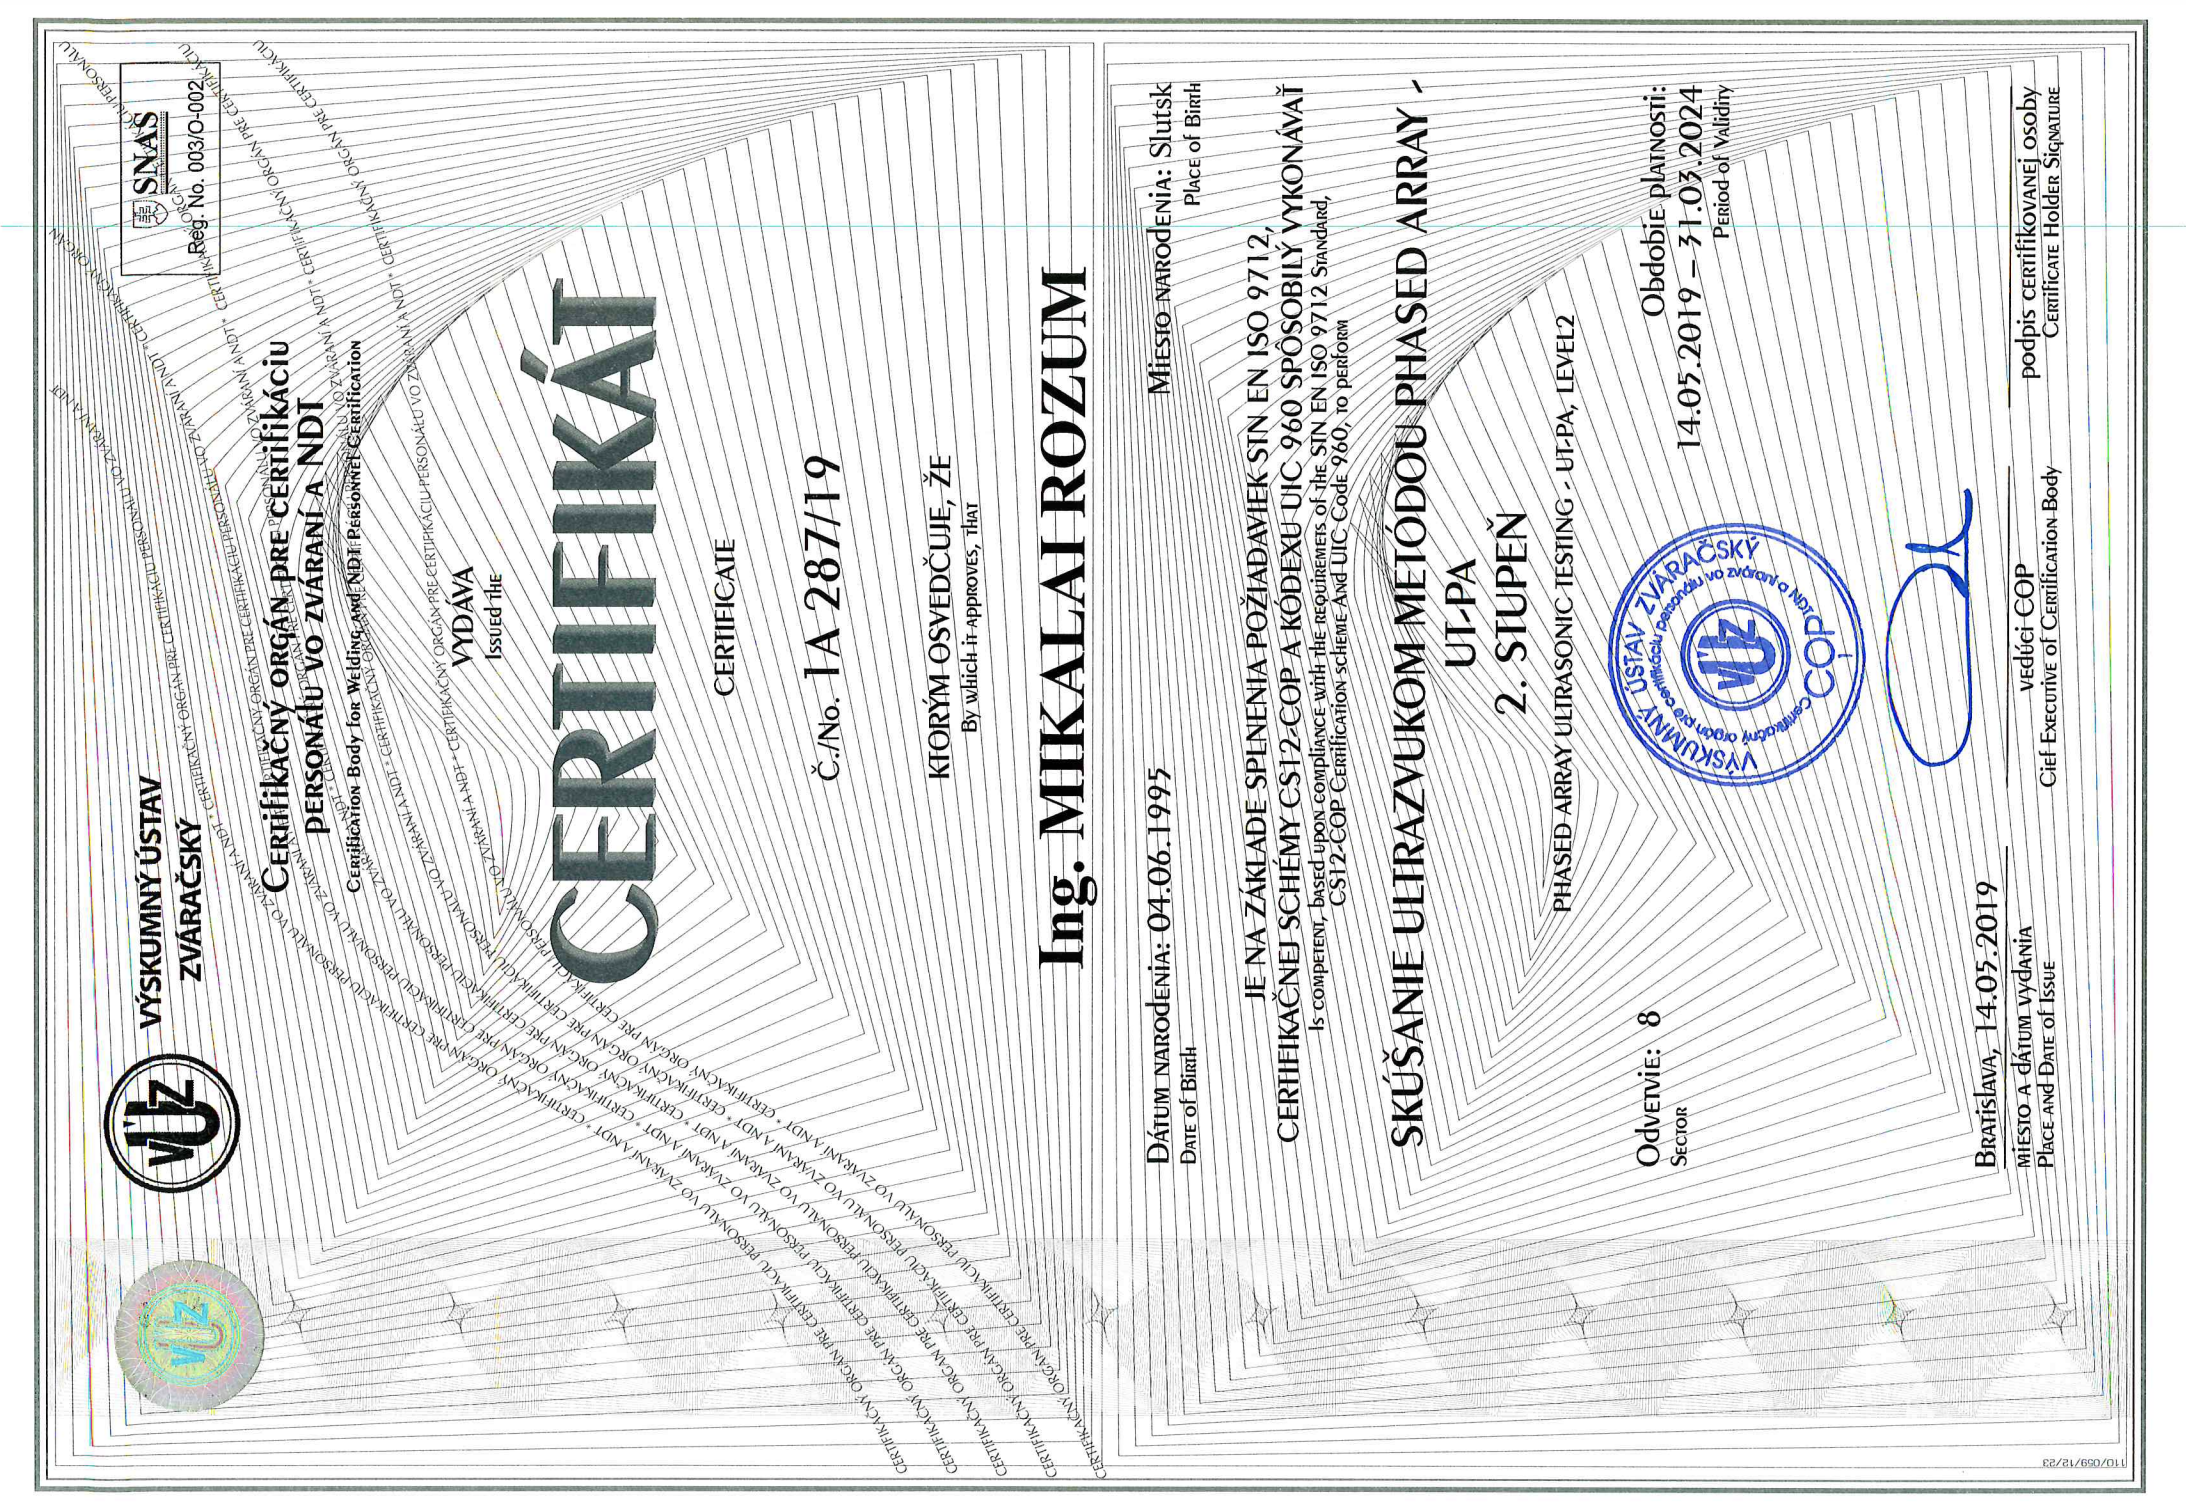 VÝSKUMNÝ ÚSTAV
ZVÁRAČSKÝ
SNAS
Reg. No. 003/O-002
Certifikačný orgán pre certifikáciu
personálu vo zváraní a NDT
Certification Body for Welding and NDT Personnel Certification
VYDÁVA
Issued the
CERTIFIKÁT
CERTIFICATE
Č./No. 1A 287/19
KTORÝM OSVEDČUJE, ŽE
By which it approves, that
Ing. MIKALAI ROZUM
Dátum narodenia: 04.06.1995 Miesto narodenia: Slutsk
Date of Birth Place of Birth
JE NA ZÁKLADE SPLNENIA POŽIADAVIEK STN EN ISO 9712,
CERTIFIKAČNEJ SCHÉMY CS12-COP A KÓDEXU UIC 960 SPÔSOBILÝ VYKONÁVAŤ
Is competent, based upon compliance with the requiremets of the STN EN ISO 9712 Standard,
CS12-COP Certification scheme And UIC Code 960, to perform
SKÚŠANIE ULTRAZVUKOM METÓDOU PHASED ARRAY -
UT-PA
2. STUPEŇ
PHASED ARRAY ULTRASONIC TESTING - UT-PA, LEVEL2
Odvetvie: 8 Obdobie platnosti:
Sector 14.05.2019 – 31.03.2024
Period of Validity
VÝSKUMNÝ ÚSTAV ZVÁRAČSKÝ
Certifikačný orgán pre certifikáciu personálu vo zváraní a NDT
VÚZ
COP
1
Bratislava, 14.05.2019
Miesto a dátum vydania vedúci COP podpis certifikovanej osoby
Place and Date of Issue Cief Executive of Certification Body Certificate Holder Signature
110/059/12/23